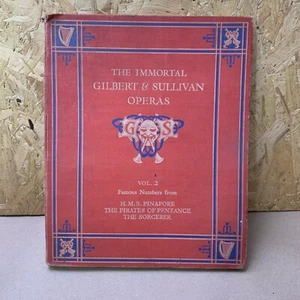 THE IMMORTAL
GILBERT & SULLIVAN
OPERAS
G S
VOL. 2
Famous Numbers from
H.M.S. PINAFORE
THE PIRATES OF PENZANCE
THE SORCERER